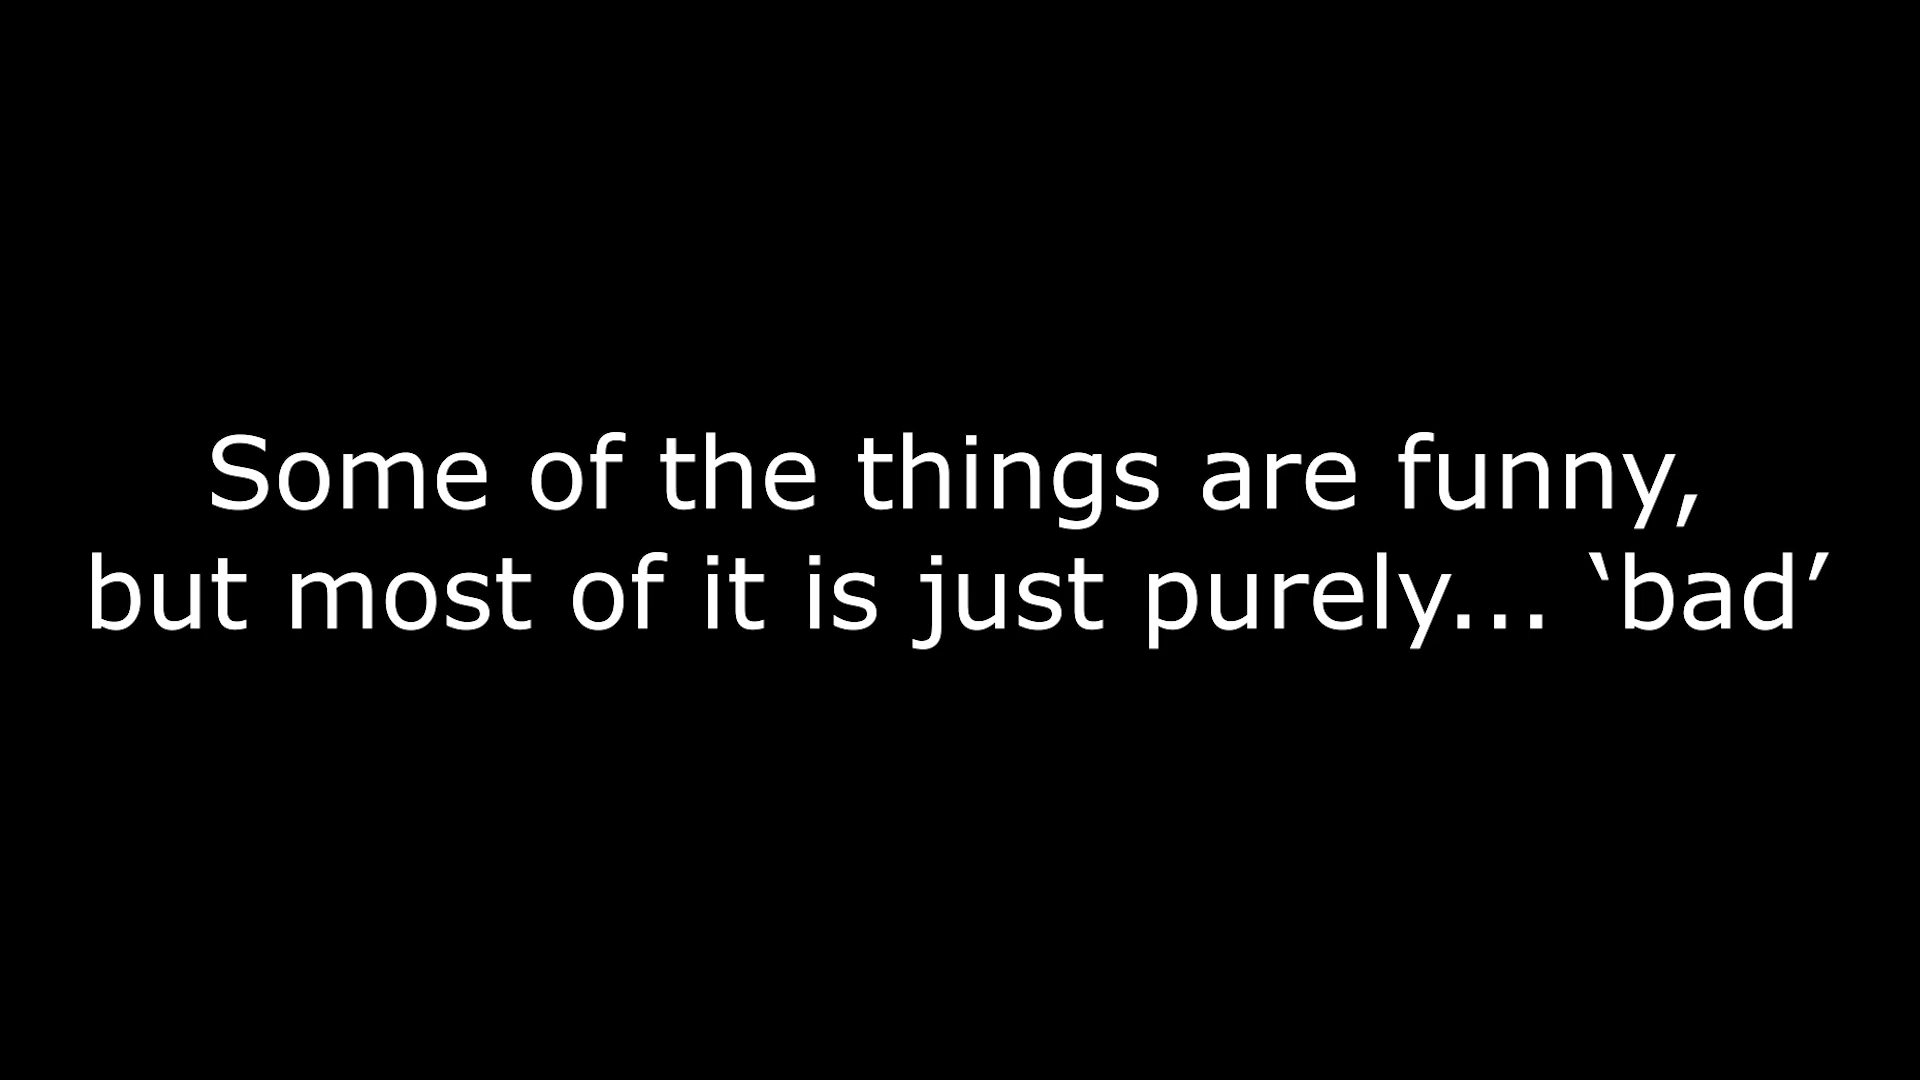 Some of the things are funny,
but most of it is just purely... ‘bad’